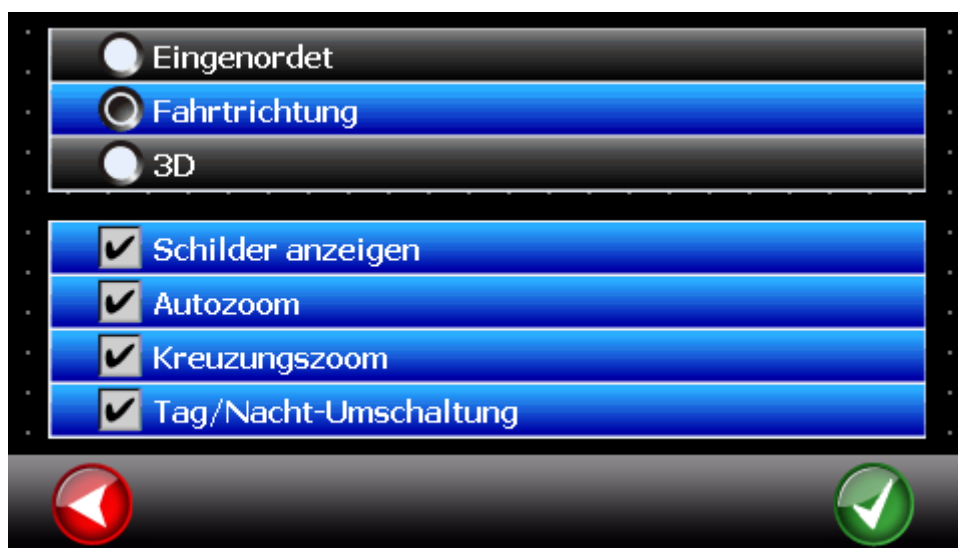 Eingenordet
Fahrtrichtung
3D
Schilder anzeigen
Autozoom
Kreuzungszoom
Tag/Nacht-Umschaltung